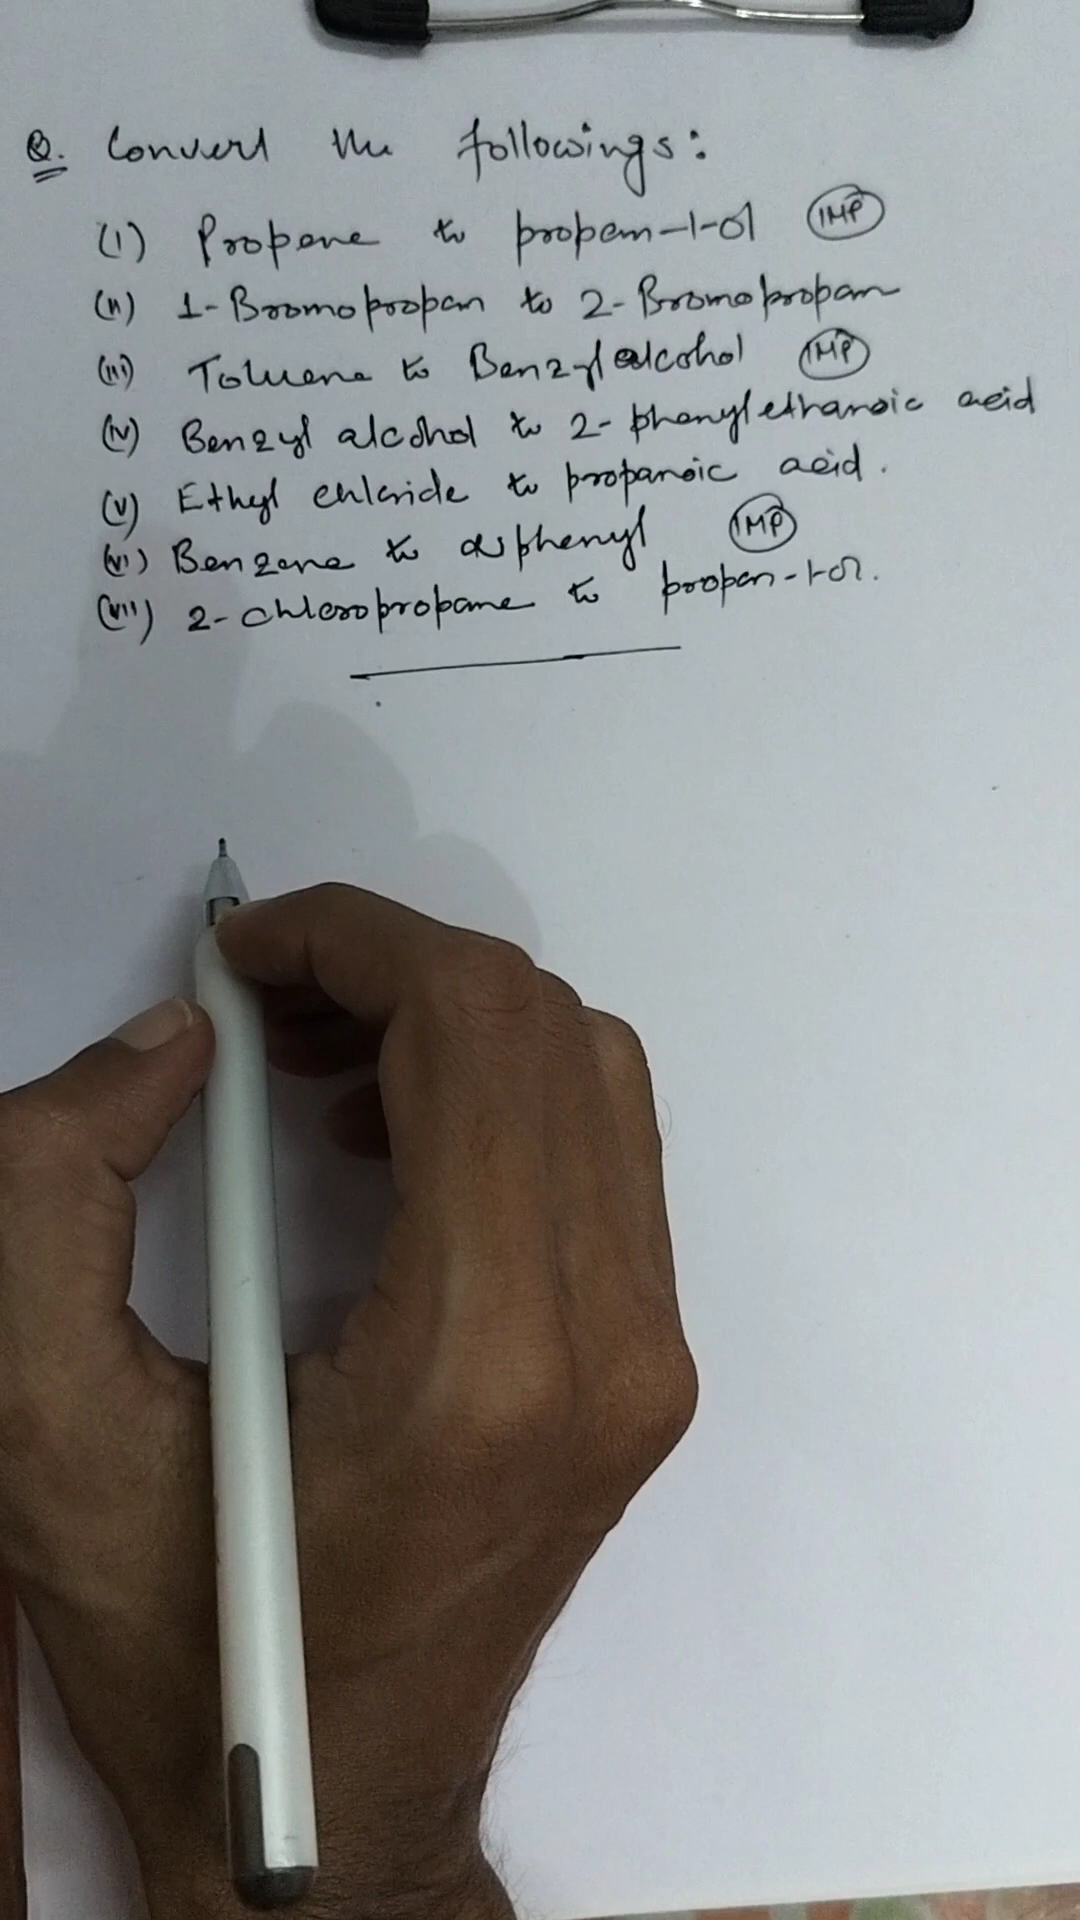 Q. Convert the followings:
(i) Propene to propan-1-ol IMP
(ii) 1-Bromopropan to 2-Bromopropan
(iii) Toluene to Benzylalcohol IMP
(iv) Benzyl alcohol to 2-phenylethanoic acid
(v) Ethyl chloride to propanoic acid.
(vi) Benzene to diphenyl IMP
(vii) 2-chloropropane to propan-1-ol.